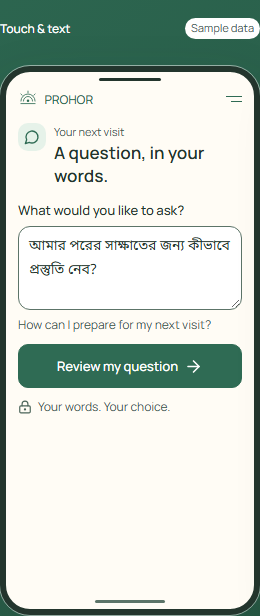 Touch & text
Sample data
PROHOR
Your next visit
A question, in your
words.
What would you like to ask?
আমার পরের সাক্ষাতের জন্য কীভাবে
প্রস্তুতি নেব?
How can I prepare for my next visit?
Review my question
Your words. Your choice.